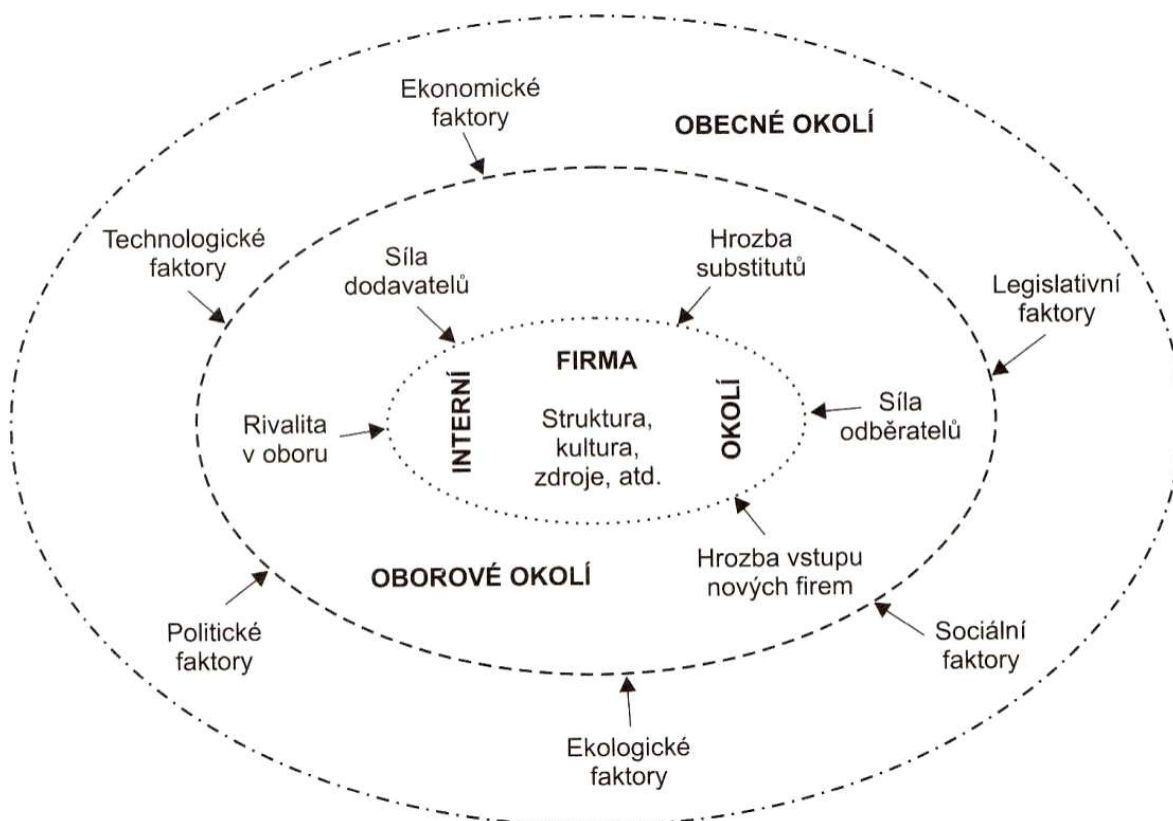 Ekonomické
faktory
OBECNÉ OKOLÍ
Technologické
faktory
Síla
dodavatelů
Hrozba
substitutů
Legislativní
faktory
FIRMA
INTERNÍ
OKOLÍ
Struktura,
kultura,
zdroje, atd.
Rivalita
v oboru
Síla
odběratelů
OBOROVÉ OKOLÍ
Hrozba vstupu
nových firem
Politické
faktory
Sociální
faktory
Ekologické
faktory